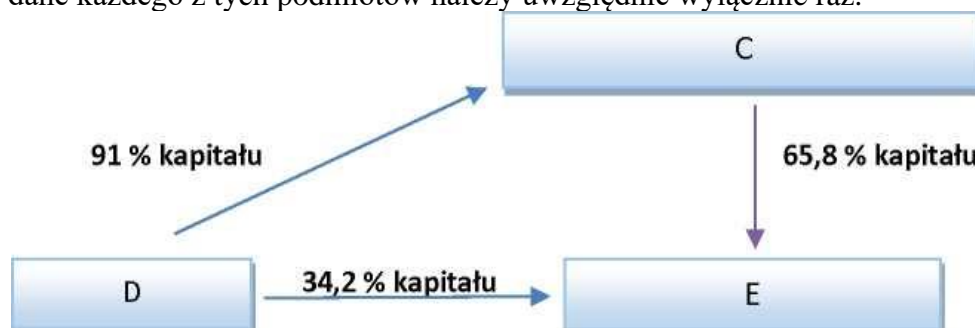 dane każdego z tych podmiotów należy uwzględnić wyłącznie raz.
C
91 % kapitału
65,8 % kapitału
D
34,2 % kapitału
E